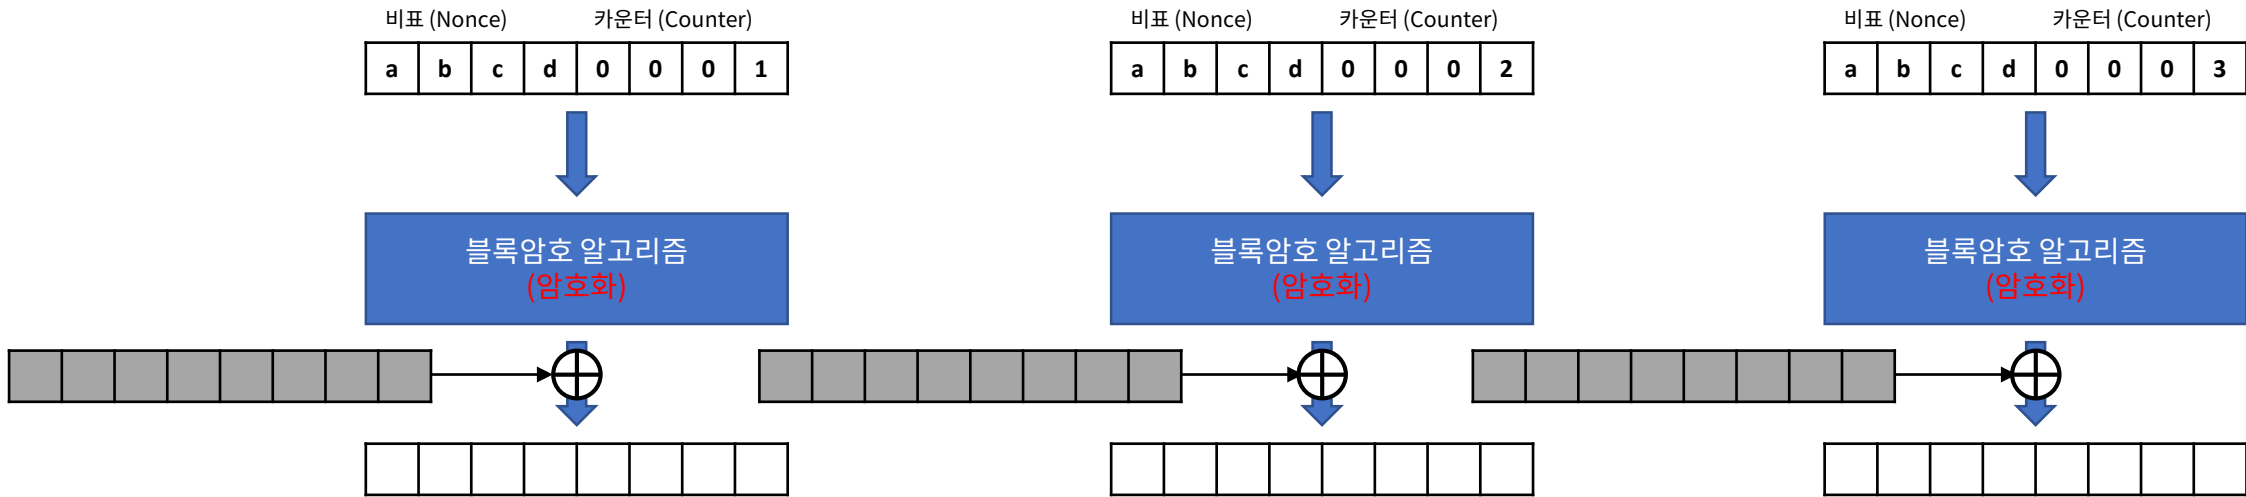 비표 (Nonce) 카운터 (Counter)
a b c d 0 0 0 1
블록암호 알고리즘
(암호화)
비표 (Nonce) 카운터 (Counter)
a b c d 0 0 0 2
블록암호 알고리즘
(암호화)
비표 (Nonce) 카운터 (Counter)
a b c d 0 0 0 3
블록암호 알고리즘
(암호화)